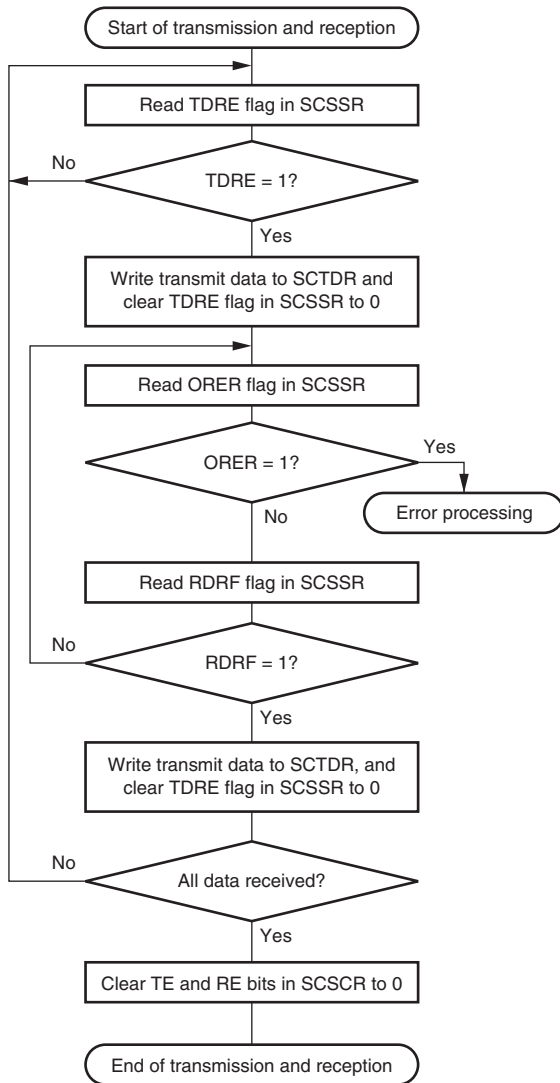 Start of transmission and reception
Read TDRE flag in SCSSR
No
TDRE = 1?
Yes
Write transmit data to SCTDR and
clear TDRE flag in SCSSR to 0
Read ORER flag in SCSSR
Yes
ORER = 1?
Error processing
No
Read RDRF flag in SCSSR
No
RDRF = 1?
Yes
Write transmit data to SCTDR, and
clear TDRE flag in SCSSR to 0
No
All data received?
Yes
Clear TE and RE bits in SCSCR to 0
End of transmission and reception